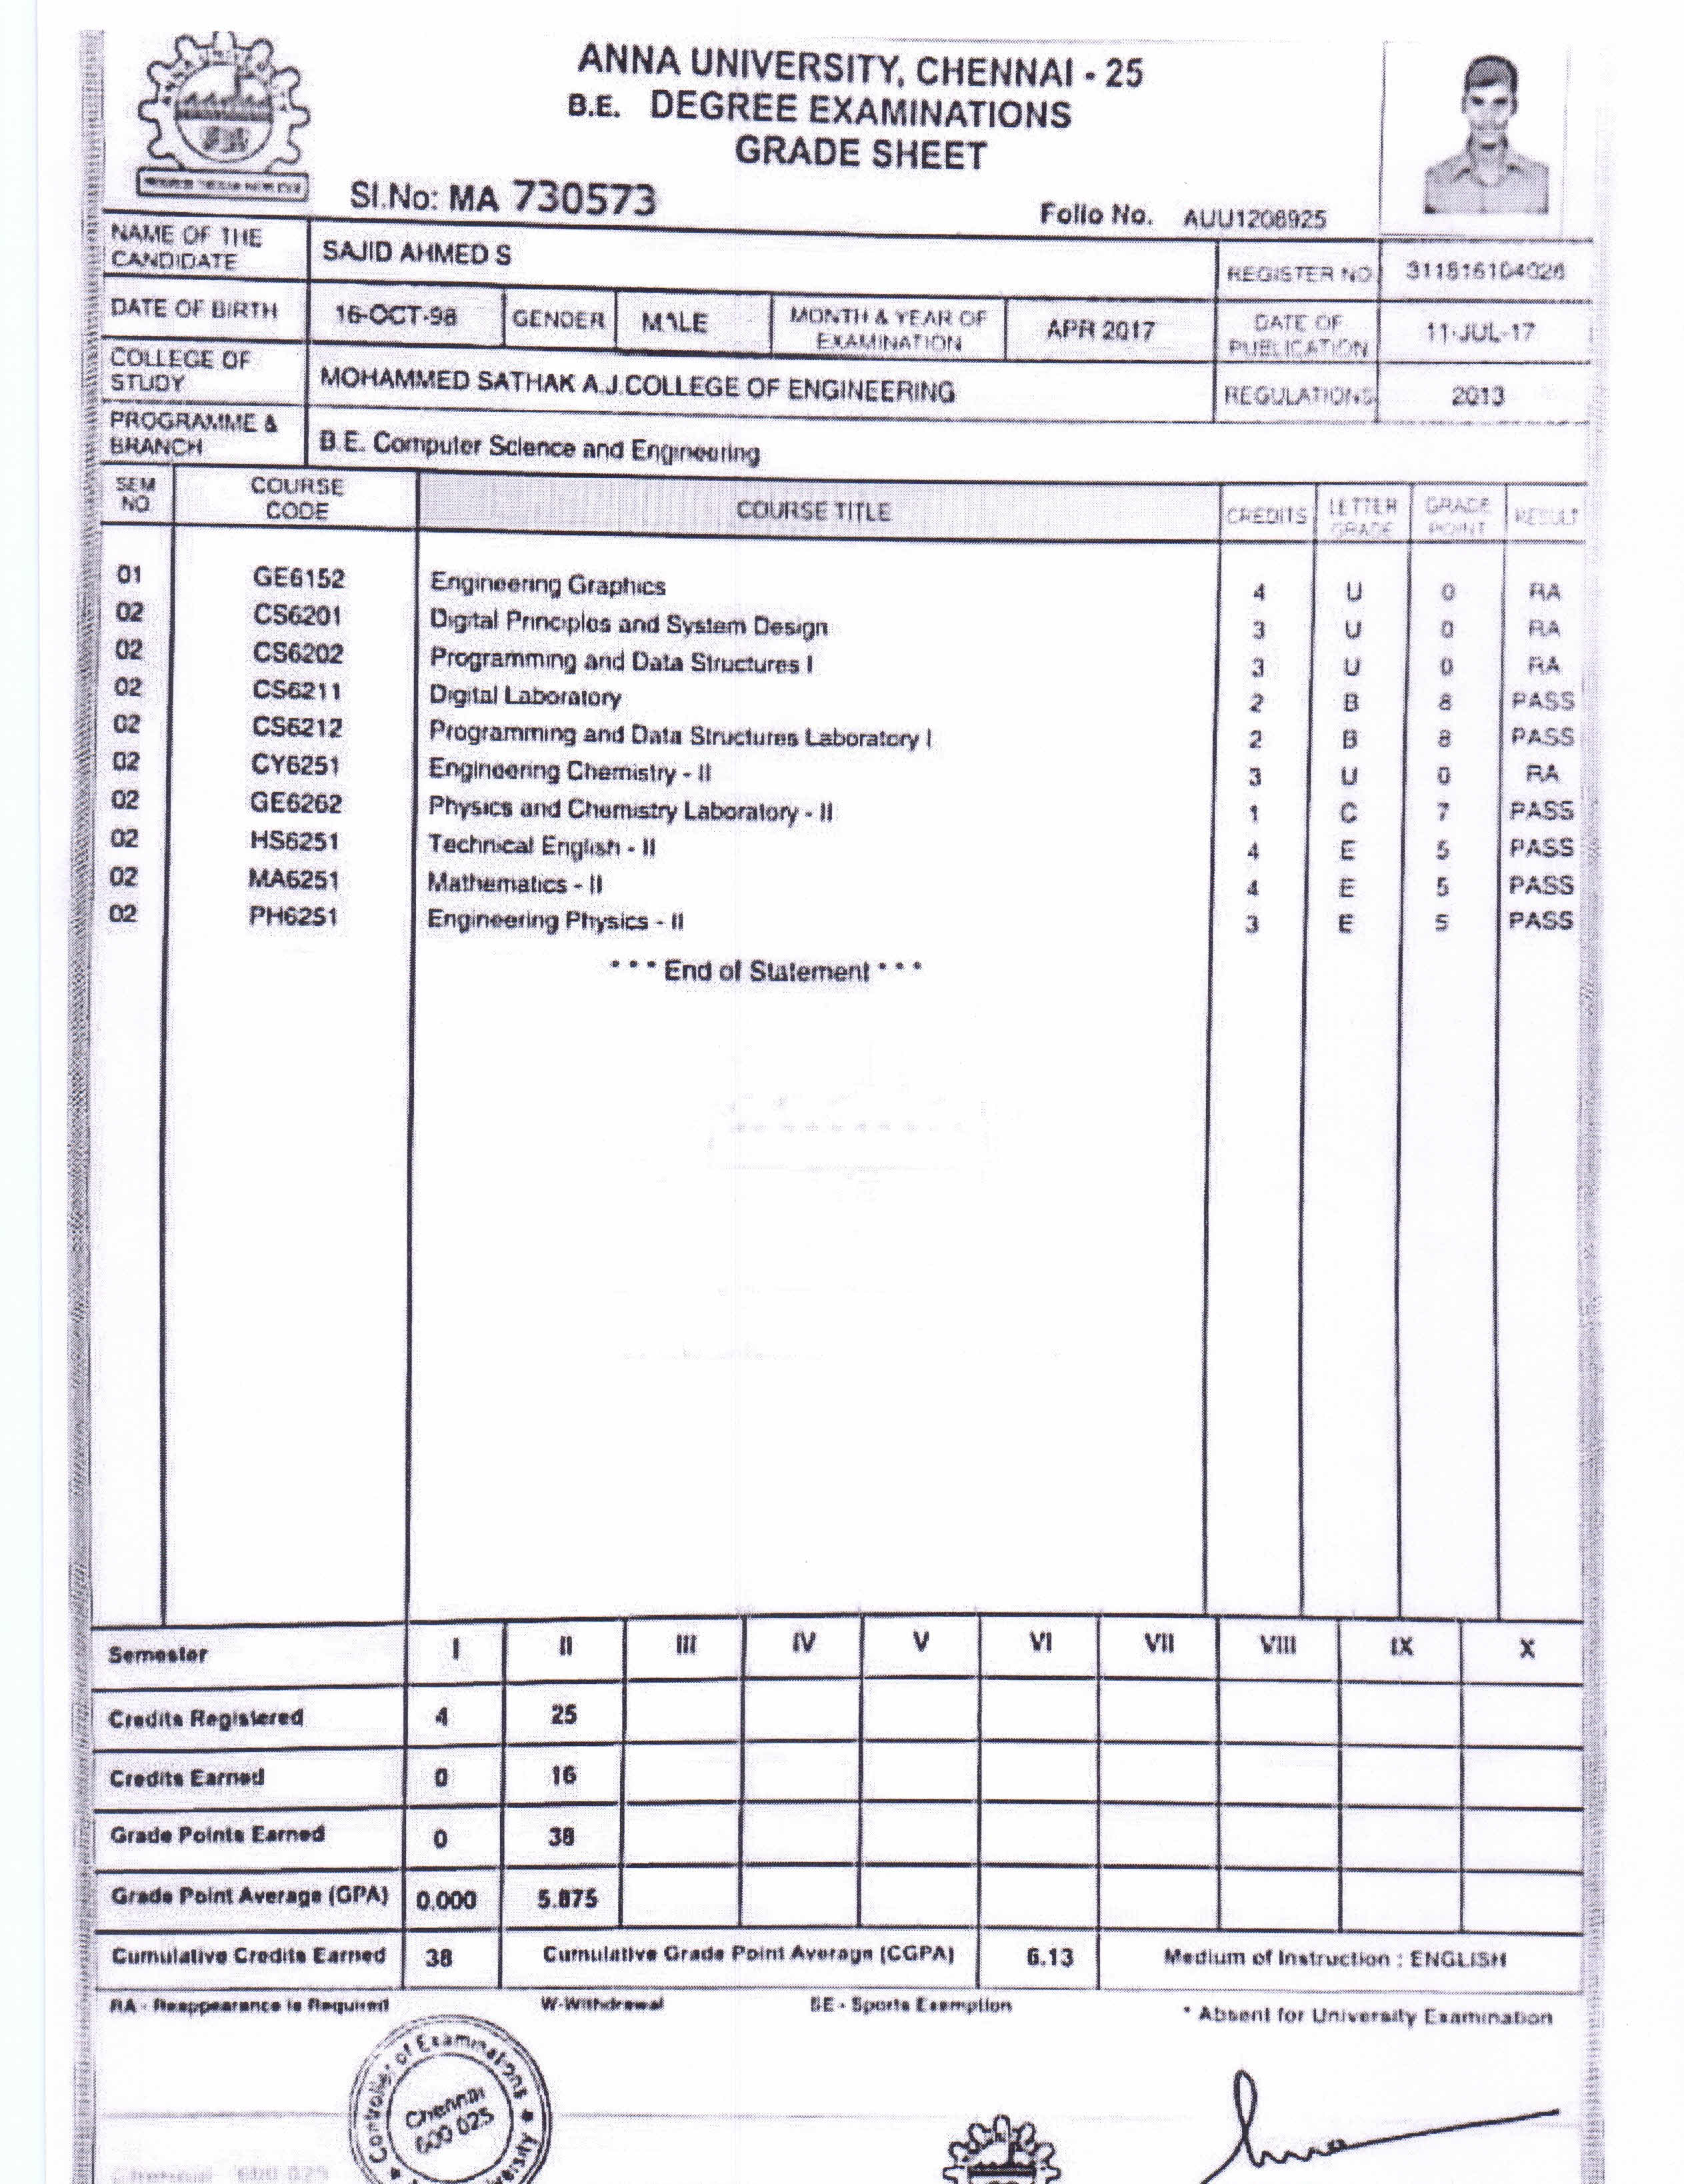 ANNA UNIVERSITY, CHENNAI - 25
B.E. DEGREE EXAMINATIONS
GRADE SHEET
Sl.No: MA 730573
Folio No. AUU1208925
NAME OF THE CANDIDATE SAJID AHMED S REGISTER NO 311516104026
DATE OF BIRTH 16-OCT-98 GENDER MALE MONTH & YEAR OF EXAMINATION APR 2017 DATE OF PUBLICATION 11-JUL-17
COLLEGE OF STUDY MOHAMMED SATHAK A.J.COLLEGE OF ENGINEERING REGULATIONS 2013
PROGRAMME & BRANCH B.E. Computer Science and Engineering
SEM NO COURSE CODE COURSE TITLE CREDITS LETTER GRADE GRADE POINT RESULT
01 GE6152 Engineering Graphics 4 U 0 RA
02 CS6201 Digital Principles and System Design 3 U 0 RA
02 CS6202 Programming and Data Structures I 3 U 0 RA
02 CS6211 Digital Laboratory 2 B 8 PASS
02 CS6212 Programming and Data Structures Laboratory I 2 B 8 PASS
02 CY6251 Engineering Chemistry - II 3 U 0 RA
02 GE6262 Physics and Chemistry Laboratory - II 1 C 7 PASS
02 HS6251 Technical English - II 4 E 5 PASS
02 MA6251 Mathematics - II 4 E 5 PASS
02 PH6251 Engineering Physics - II 3 E 5 PASS
* * * End of Statement * * *
Semester I II III IV V VI VII VIII IX X
Credits Registered 4 25
Credits Earned 0 16
Grade Points Earned 0 38
Grade Point Average (GPA) 0.000 5.875
Cumulative Credits Earned 38 Cumulative Grade Point Average (CGPA) 6.13 Medium of Instruction : ENGLISH
RA - Reappearance is Required W-Withdrawal SE - Sports Exemption * Absent for University Examination
Controller of Examinations
Chennai
600 025
Chennai 600 025